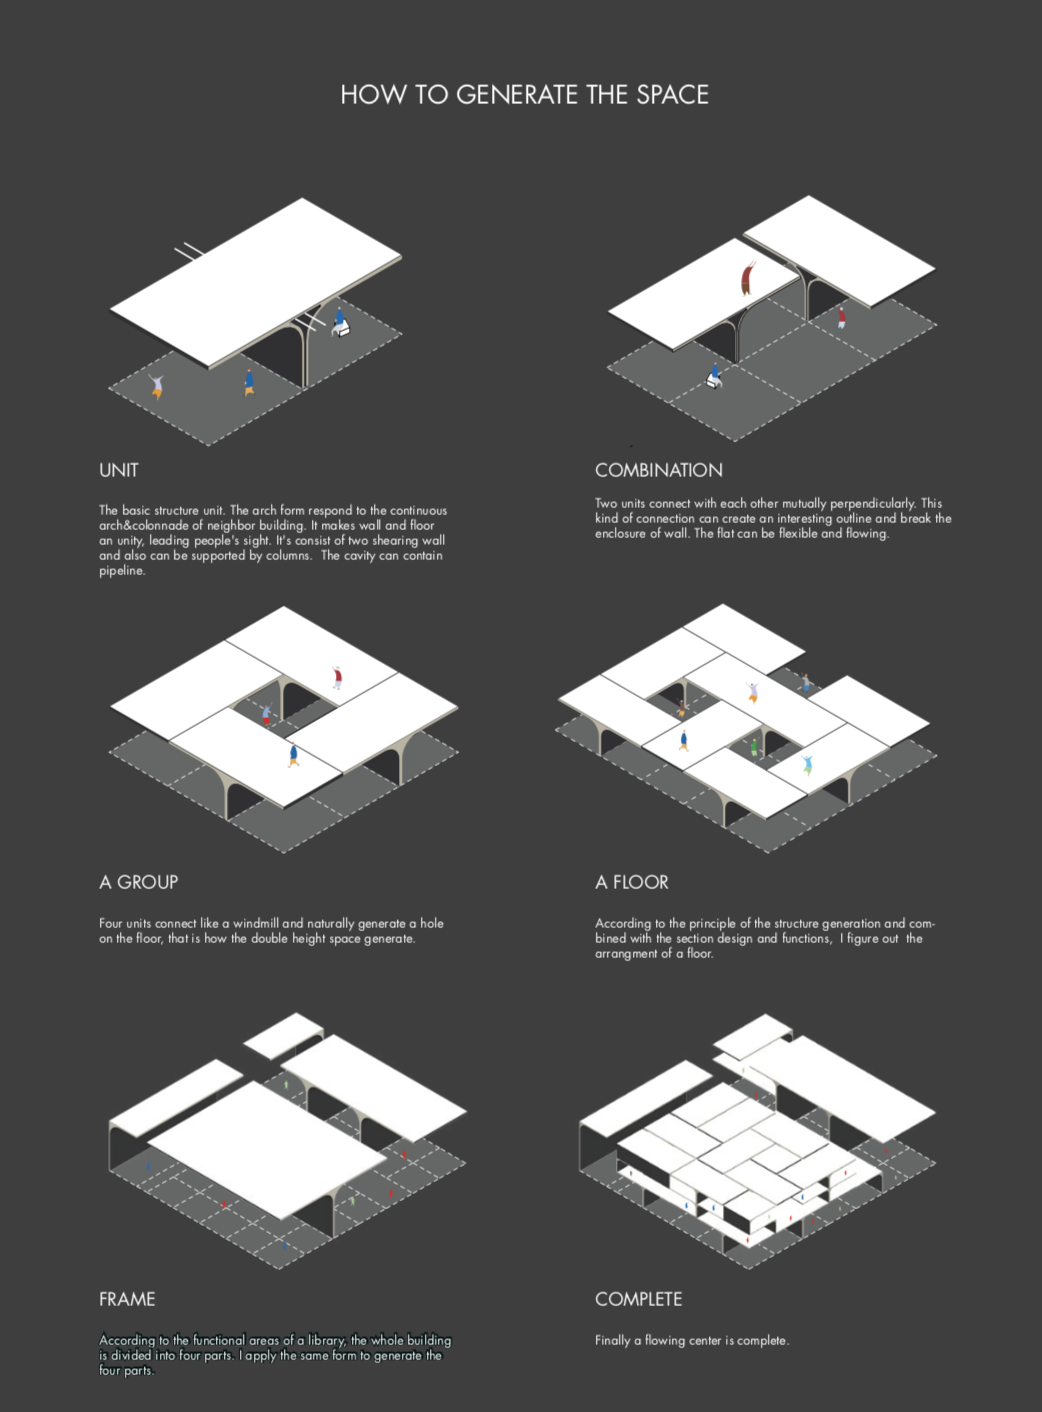 HOW TO GENERATE THE SPACE
UNIT
The basic structure unit. The arch form respond to the continuous
arch&colonnade of neighbor building. It makes wall and floor
an unity, leading people's sight. It's consist of two shearing wall
and also can be supported by columns.  The cavity can contain
pipeline.
COMBINATION
Two units connect with each other mutually perpendicularly. This
kind of connection can create an interesting outline and break the
enclosure of wall. The flat can be flexible and flowing.
A GROUP
Four units connect like a windmill and naturally generate a hole
on the floor, that is how the double height space generate.
A FLOOR
According to the principle of the structure generation and com-
bined with the section design and functions,  I figure out  the
arrangment of a floor.
FRAME
According to the functional areas of a library, the whole building
is divided into four parts. I apply the same form to generate the
four parts.
COMPLETE
Finally a flowing center is complete.